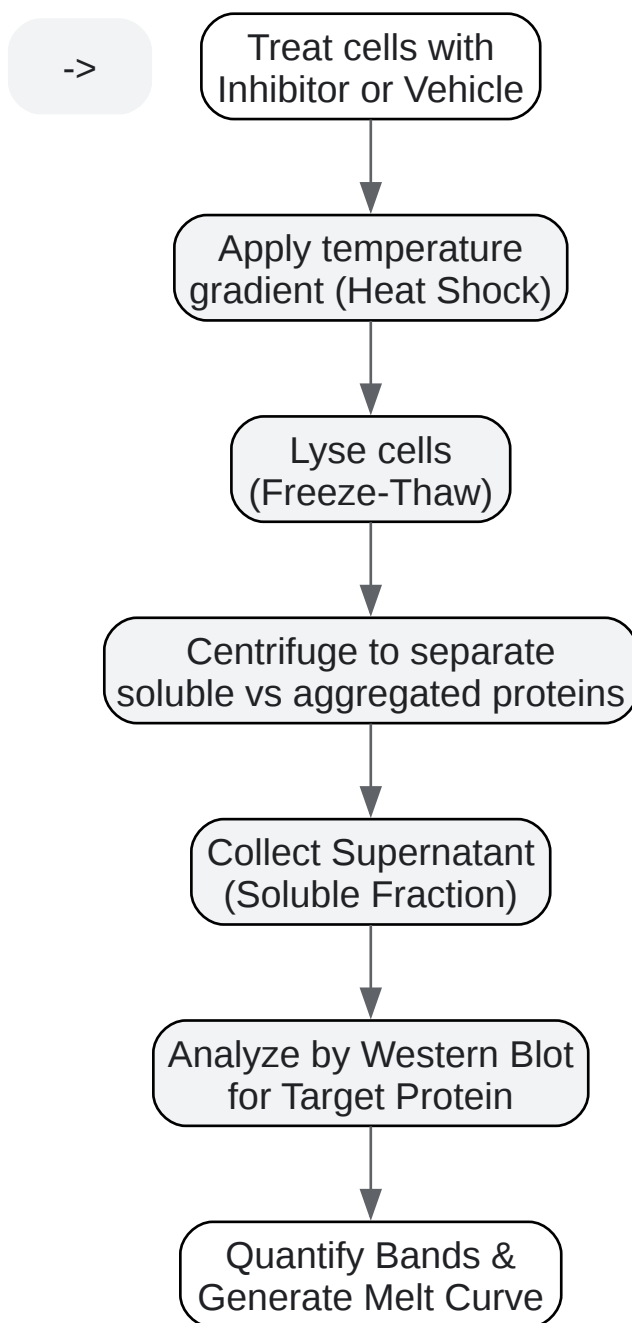 ->
Treat cells with
Inhibitor or Vehicle
Apply temperature
gradient (Heat Shock)
Lyse cells
(Freeze-Thaw)
Centrifuge to separate
soluble vs aggregated proteins
Collect Supernatant
(Soluble Fraction)
Analyze by Western Blot
for Target Protein
Quantify Bands &
Generate Melt Curve